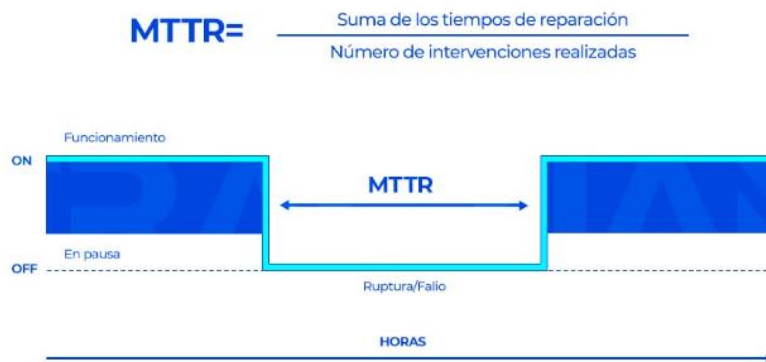 Suma de los tiempos de reparación
MTTR=
Número de intervenciones realizadas
Funcionamiento
ON
MTTR
En pausa
OFF
Ruptura/Falio
HORAS